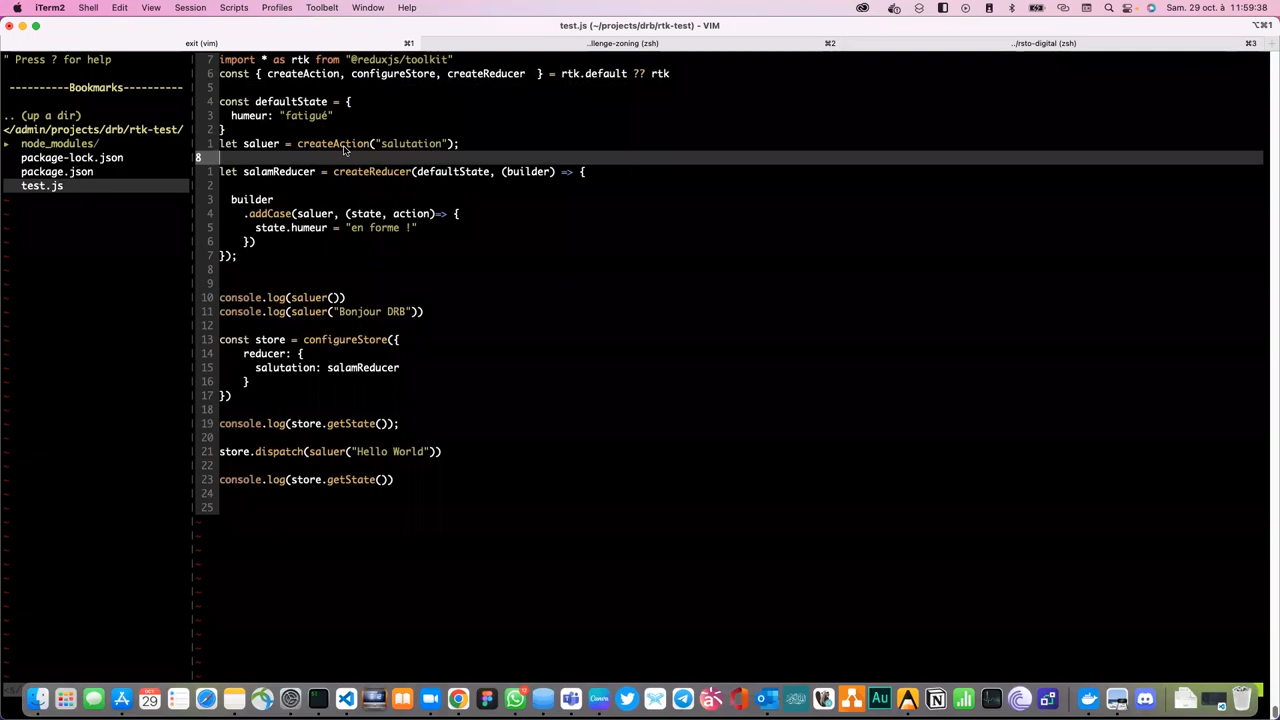 iTerm2 Shell Edit View Session Scripts Profiles Toolbelt Window Help Sam. 29 oct. à 11:59:38
test.js (~/projects/drb/rtk-test) - VIM ⌥⌘1
exit (vim) ⌘1 ..llenge-zoning (zsh) ⌘2 ../rsto-digital (zsh) ⌘3
" Press ? for help
----------Bookmarks----------
.. (up a dir)
</admin/projects/drb/rtk-test/
▸ node_modules/
package-lock.json
package.json
test.js
7 import * as rtk from "@reduxjs/toolkit"
6 const { createAction, configureStore, createReducer } = rtk.default ?? rtk
5
4 const defaultState = {
3 humeur: "fatigué"
2 }
1 let saluer = createAction("salutation");
8
1 let salamReducer = createReducer(defaultState, (builder) => {
2
3 builder
4 .addCase(saluer, (state, action)=> {
5 state.humeur = "en forme !"
6 })
7 });
8
9
10 console.log(saluer())
11 console.log(saluer("Bonjour DRB"))
12
13 const store = configureStore({
14 reducer: {
15 salutation: salamReducer
16 }
17 })
18
19 console.log(store.getState());
20
21 store.dispatch(saluer("Hello World"))
22
23 console.log(store.getState())
24
25